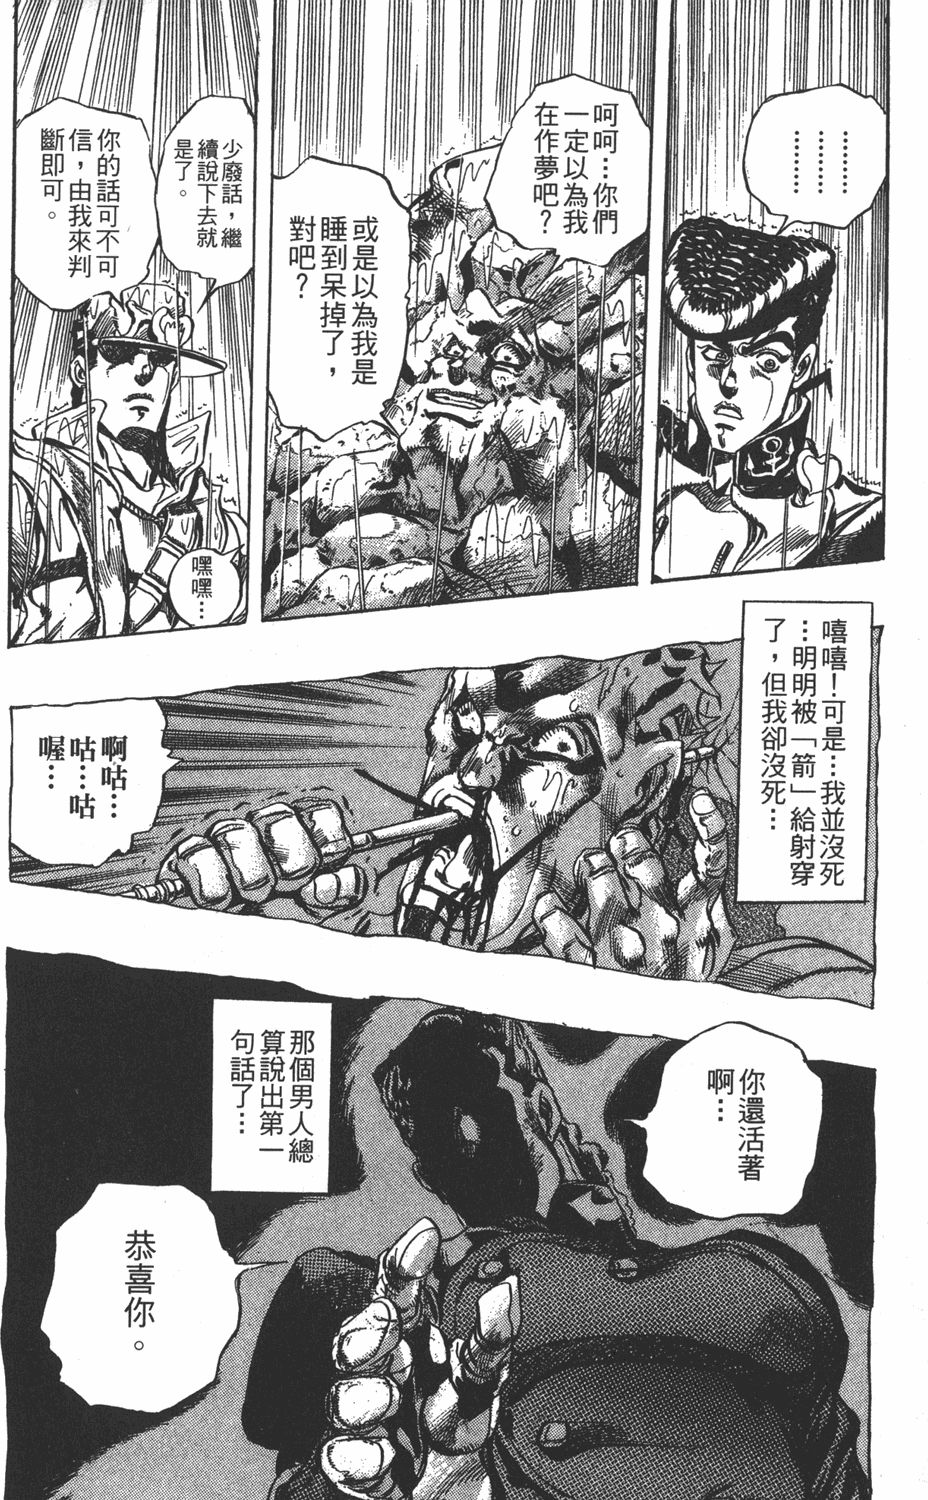 ⋯⋯
⋯⋯
呵呵…你們
一定以為我
在作夢吧？
或是以為我是
睡到呆掉了，
對吧？
少廢話，繼
續說下去就
是了。
你的話可不可
信，由我來判
斷即可。
嘿嘿…
嘻嘻！可是…我並沒死
…明明被「箭」給射穿
了，但我卻沒死…
啊咕…
咕…咕
喔…
你還活著
啊…
那個男人總
算說出第一
句話了…
恭喜你。